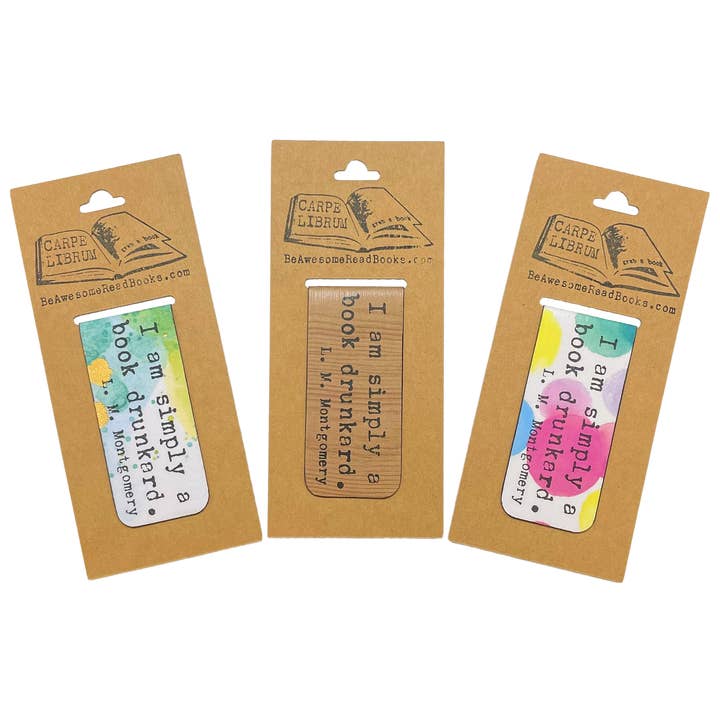 CARPE
LIBRUM
grab a book
BeAwesomeReadBooks.com
I am simply a
book drunkard.
L. M. Montgomery
CARPE
LIBRUM
grab a book
BeAwesomeReadBooks.com
I am simply a
book drunkard.
L. M. Montgomery
CARPE
LIBRUM
grab a book
BeAwesomeReadBooks.com
I am simply a
book drunkard.
L. M. Montgomery